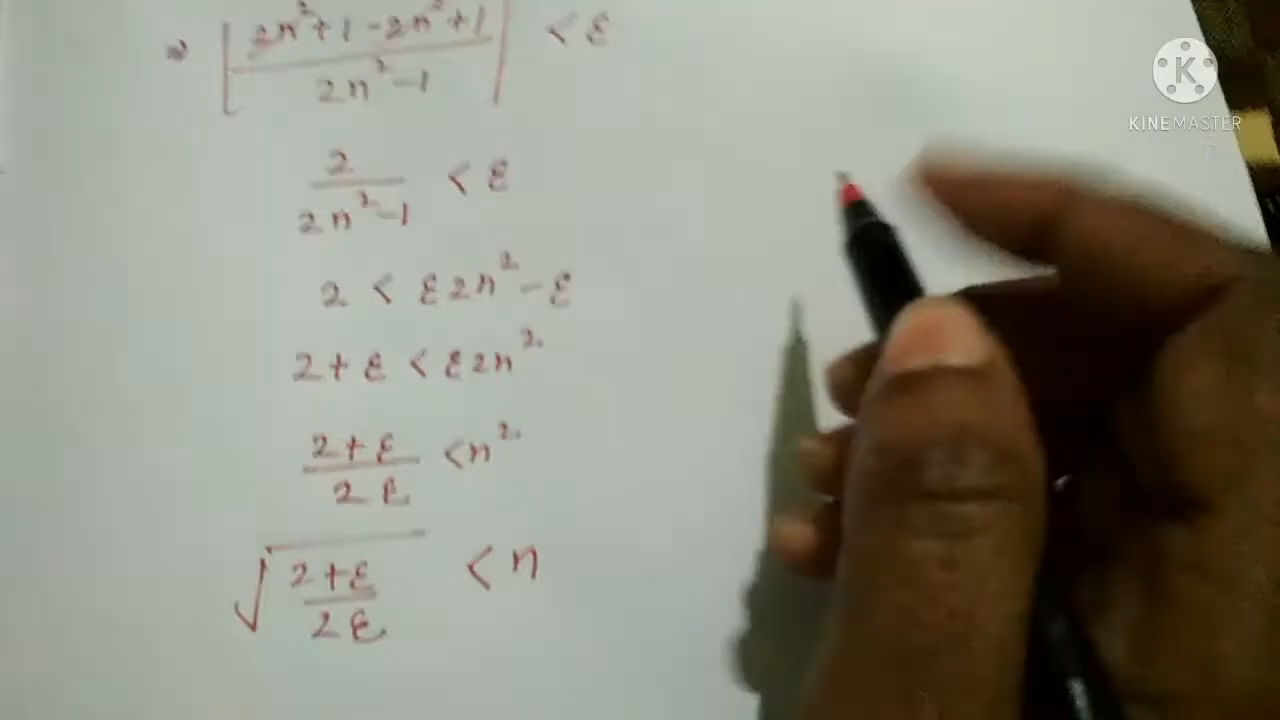 ⇒ | (2n²+1 - 2n²+1) / (2n²-1) | < ε
2 / (2n²-1) < ε
2 < ε2n² - ε
2 + ε < ε2n²
(2+ε) / (2ε) < n²
√((2+ε) / (2ε)) < n
K
KINEMASTER